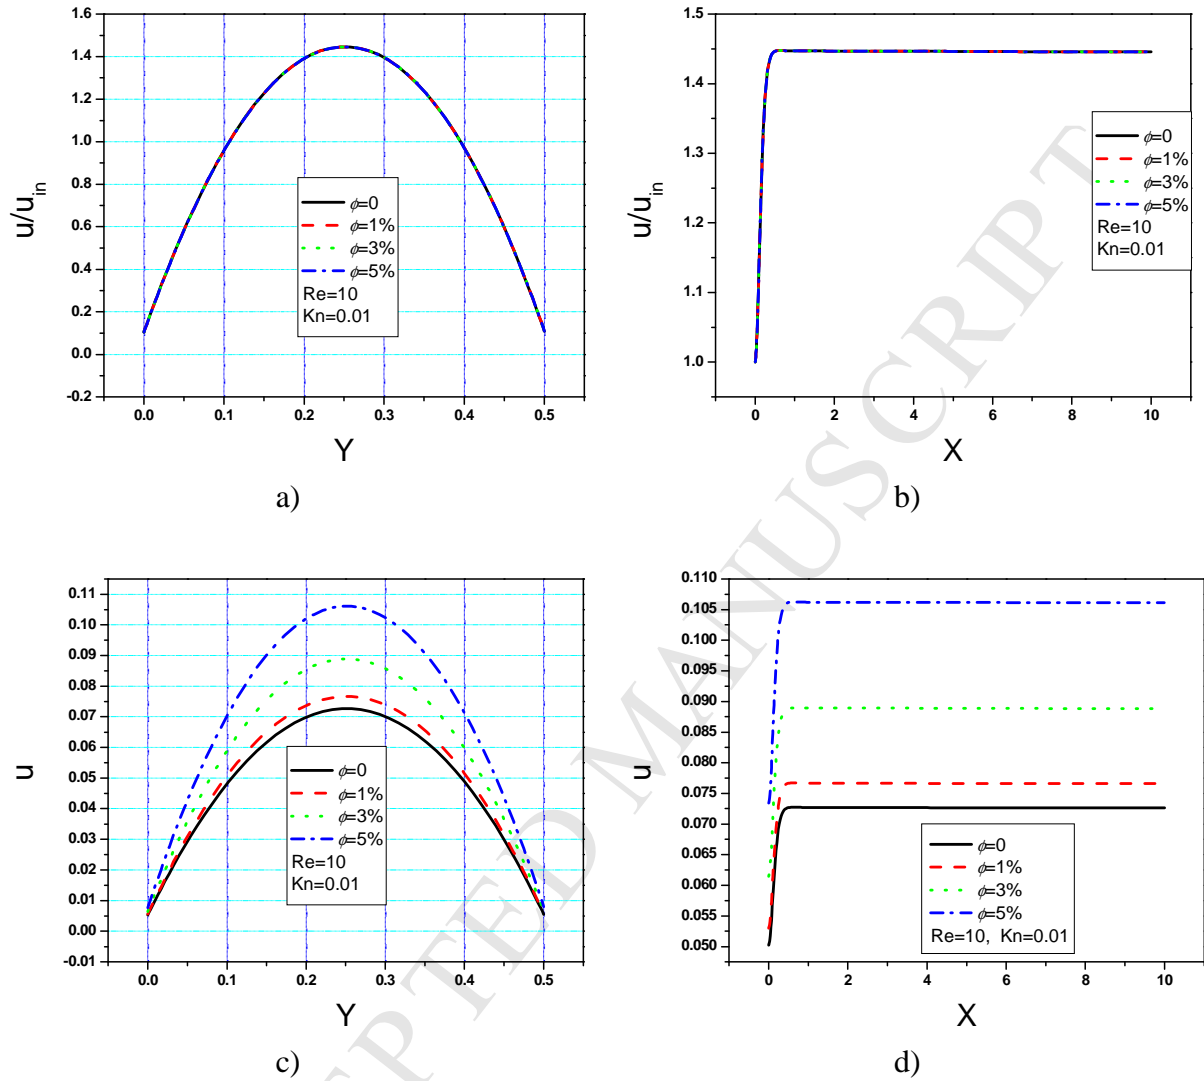 1.6
1.4
1.2
1.0
0.8
0.6
0.4
0.2
0.0
-0.2
u/u_in
0.0 0.1 0.2 0.3 0.4 0.5
Y
ϕ=0
ϕ=1%
ϕ=3%
ϕ=5%
Re=10
Kn=0.01
a)
1.5
1.4
1.3
1.2
1.1
1.0
u/u_in
0 2 4 6 8 10
X
ϕ=0
ϕ=1%
ϕ=3%
ϕ=5%
Re=10
Kn=0.01
b)
0.11
0.10
0.09
0.08
0.07
0.06
0.05
0.04
0.03
0.02
0.01
0.00
-0.01
u
0.0 0.1 0.2 0.3 0.4 0.5
Y
ϕ=0
ϕ=1%
ϕ=3%
ϕ=5%
Re=10
Kn=0.01
c)
0.110
0.105
0.100
0.095
0.090
0.085
0.080
0.075
0.070
0.065
0.060
0.055
0.050
u
0 2 4 6 8 10
X
ϕ=0
ϕ=1%
ϕ=3%
ϕ=5%
Re=10, Kn=0.01
d)
EPTED MANUSCRIPT